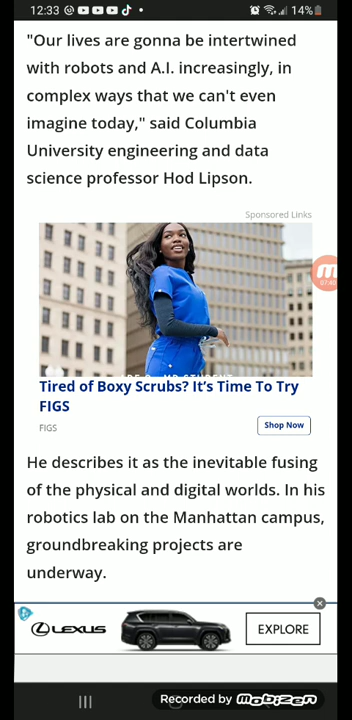 12:33
14%
"Our lives are gonna be intertwined
with robots and A.I. increasingly, in
complex ways that we can't even
imagine today," said Columbia
University engineering and data
science professor Hod Lipson.
Sponsored Links
07:40
Tired of Boxy Scrubs? It's Time To Try
FIGS
FIGS
Shop Now
He describes it as the inevitable fusing
of the physical and digital worlds. In his
robotics lab on the Manhattan campus,
groundbreaking projects are
underway.
LEXUS
EXPLORE
Recorded by MOBIZEN